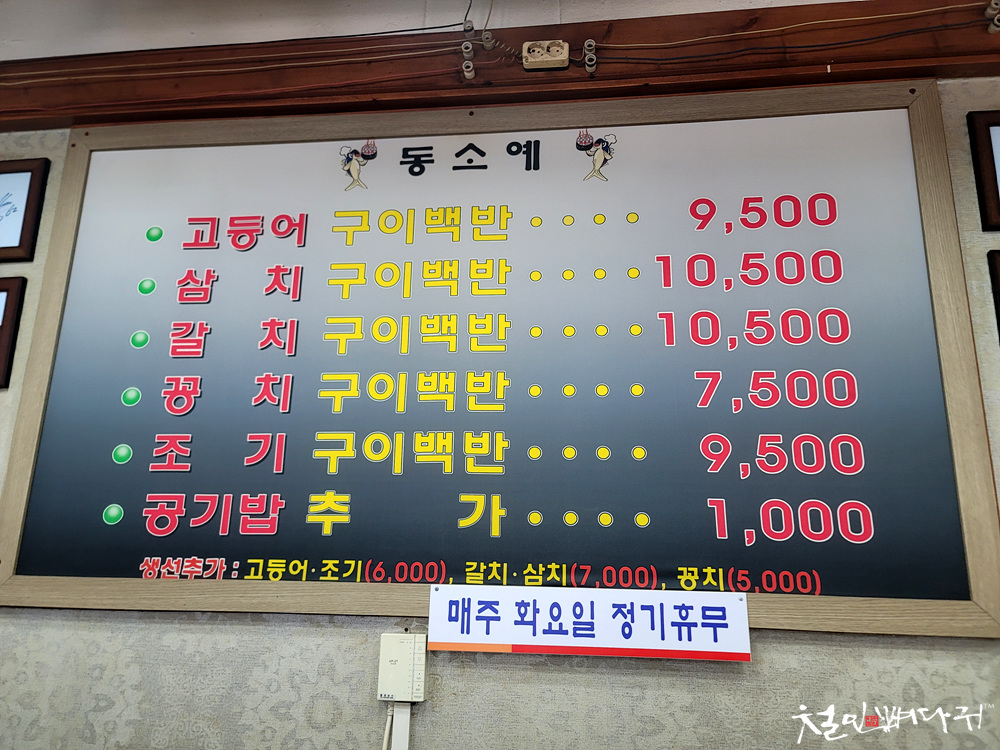 동소예
고등어 구이백반 · · · · 9,500
삼 치 구이백반 · · · · 10,500
갈 치 구이백반 · · · · 10,500
꽁 치 구이백반 · · · · 7,500
조 기 구이백반 · · · · 9,500
공기밥 추 가 · · · · 1,000
생선추가 : 고등어·조기(6,000), 갈치·삼치(7,000), 꽁치(5,000)
매주 화요일 정기휴무